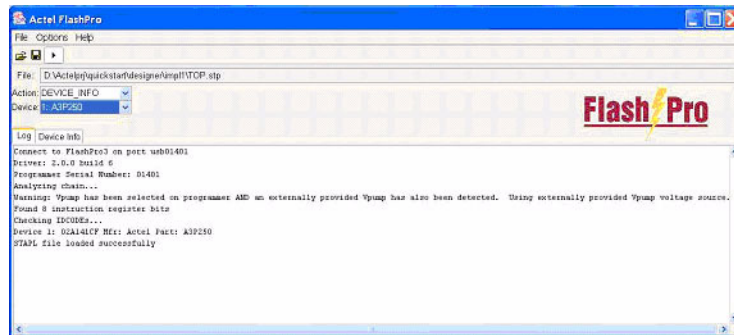 Actel FlashPro
File Options Help
File: D:\Actelprj\quickstart\designer\impl1\TOP.stp
Action: DEVICE_INFO
Device: 1: A3P250
Flash Pro
Log Device Info
Connect to FlashPro3 on port usb01401
Driver: 2.0.0 build 6
Programmer Serial Number: 01401
Analyzing chain...
Warning: Vpump has been selected on programmer AND an externally provided Vpump has also been detected. Using externally provided Vpump voltage source.
Found 8 instruction register bits
Checking IDCODEs...
Device 1: 02A141CF Mfr: Actel Part: A3P250
STAPL file loaded successfully